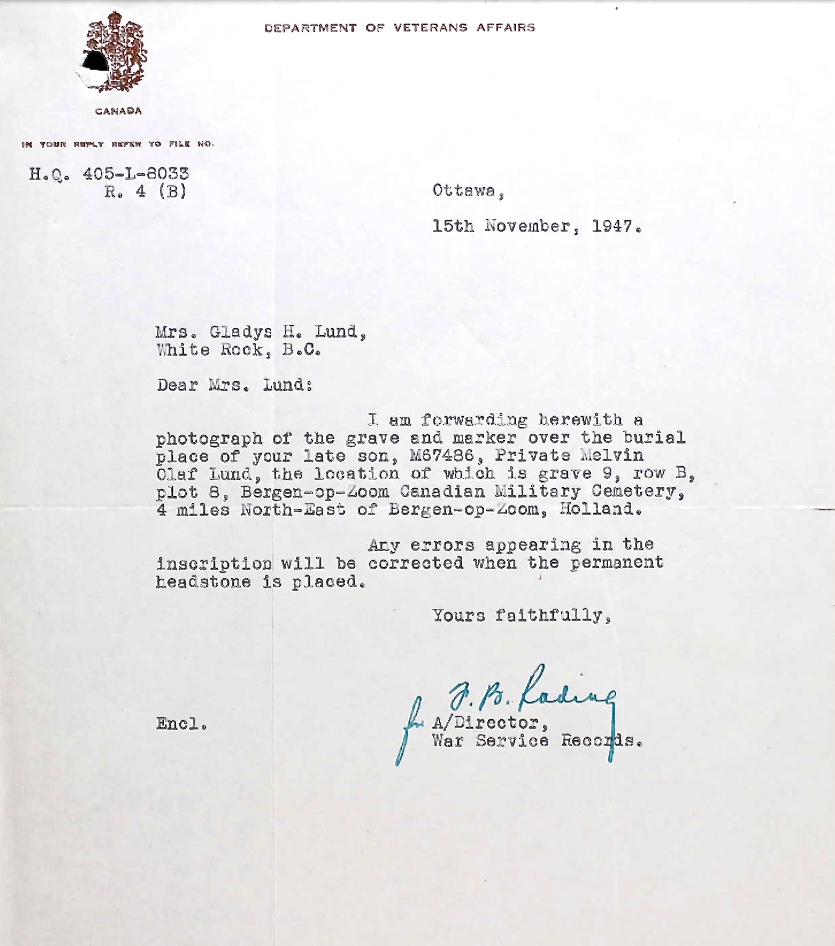 DEPARTMENT OF VETERANS AFFAIRS
CANADA
IN YOUR REPLY REFER TO FILE NO.
H.Q. 405-L-8033
R. 4 (B)
Ottawa,
15th November, 1947.
Mrs. Gladys H. Lund,
White Rock, B.C.
Dear Mrs. Lund:
I am forwarding herewith a
photograph of the grave and marker over the burial
place of your late son, M67486, Private Melvin
Olaf Lund, the location of which is grave 9, row B,
plot 8, Bergen-op-Zoom Canadian Military Cemetery,
4 miles North-East of Bergen-op-Zoom, Holland.
Any errors appearing in the
inscription will be corrected when the permanent
headstone is placed.
Yours faithfully,
F.B.
Encl.
for A/Director,
War Service Records.